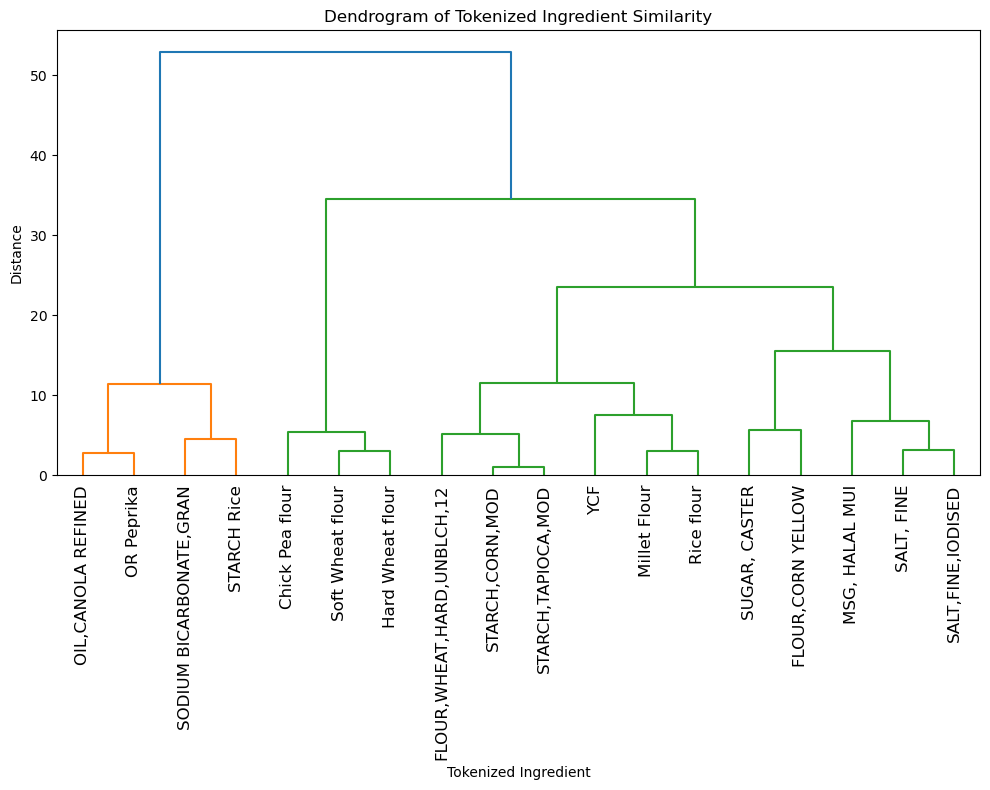 Dendrogram of Tokenized Ingredient Similarity
Distance
50
40
30
20
10
0
OIL,CANOLA REFINED
OR Peprika
SODIUM BICARBONATE,GRAN
STARCH Rice
Chick Pea flour
Soft Wheat flour
Hard Wheat flour
FLOUR,WHEAT,HARD,UNBLCH,12
STARCH,CORN,MOD
STARCH,TAPIOCA,MOD
YCF
Millet Flour
Rice flour
SUGAR, CASTER
FLOUR,CORN YELLOW
MSG, HALAL MUI
SALT, FINE
SALT,FINE,IODISED
Tokenized Ingredient